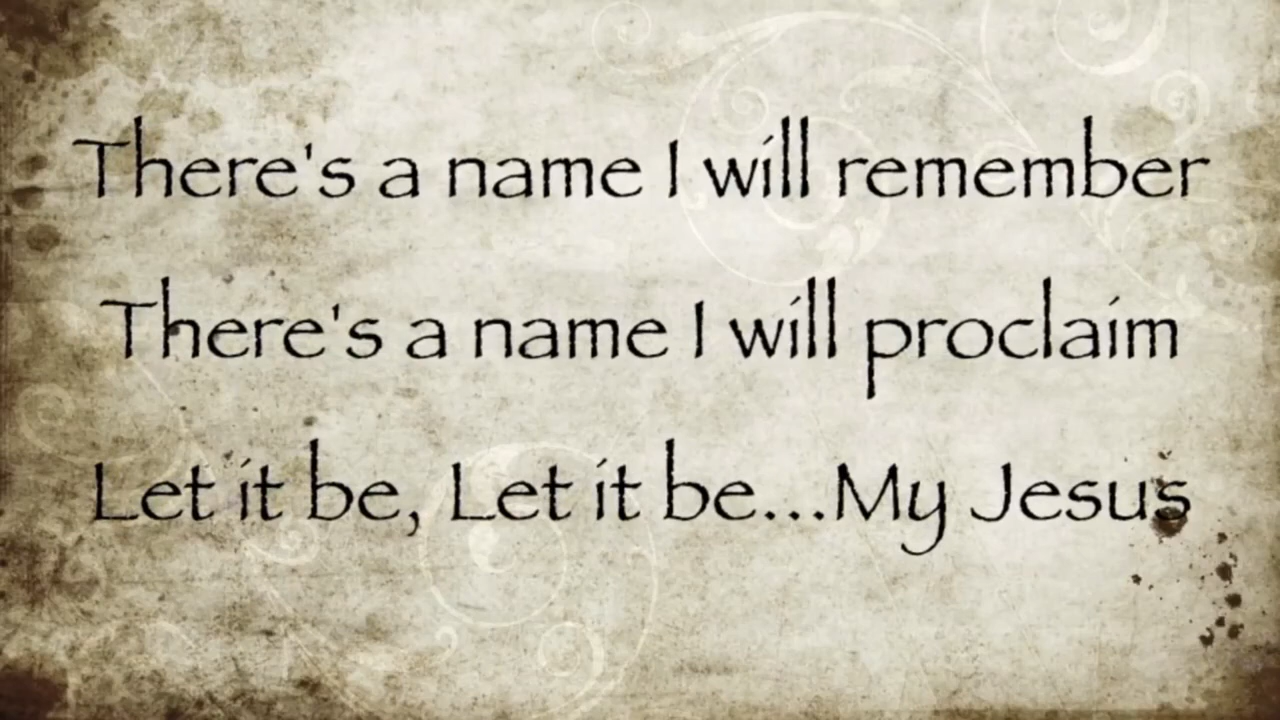 There's a name I will remember
There's a name I will proclaim
Let it be, Let it be...My Jesus